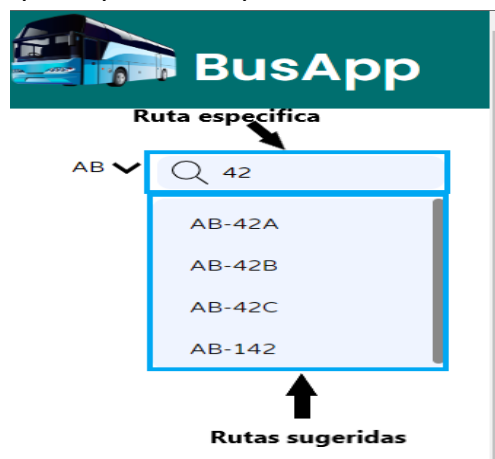 BusApp
Ruta especifica
AB 42
AB-42A
AB-42B
AB-42C
AB-142
Rutas sugeridas